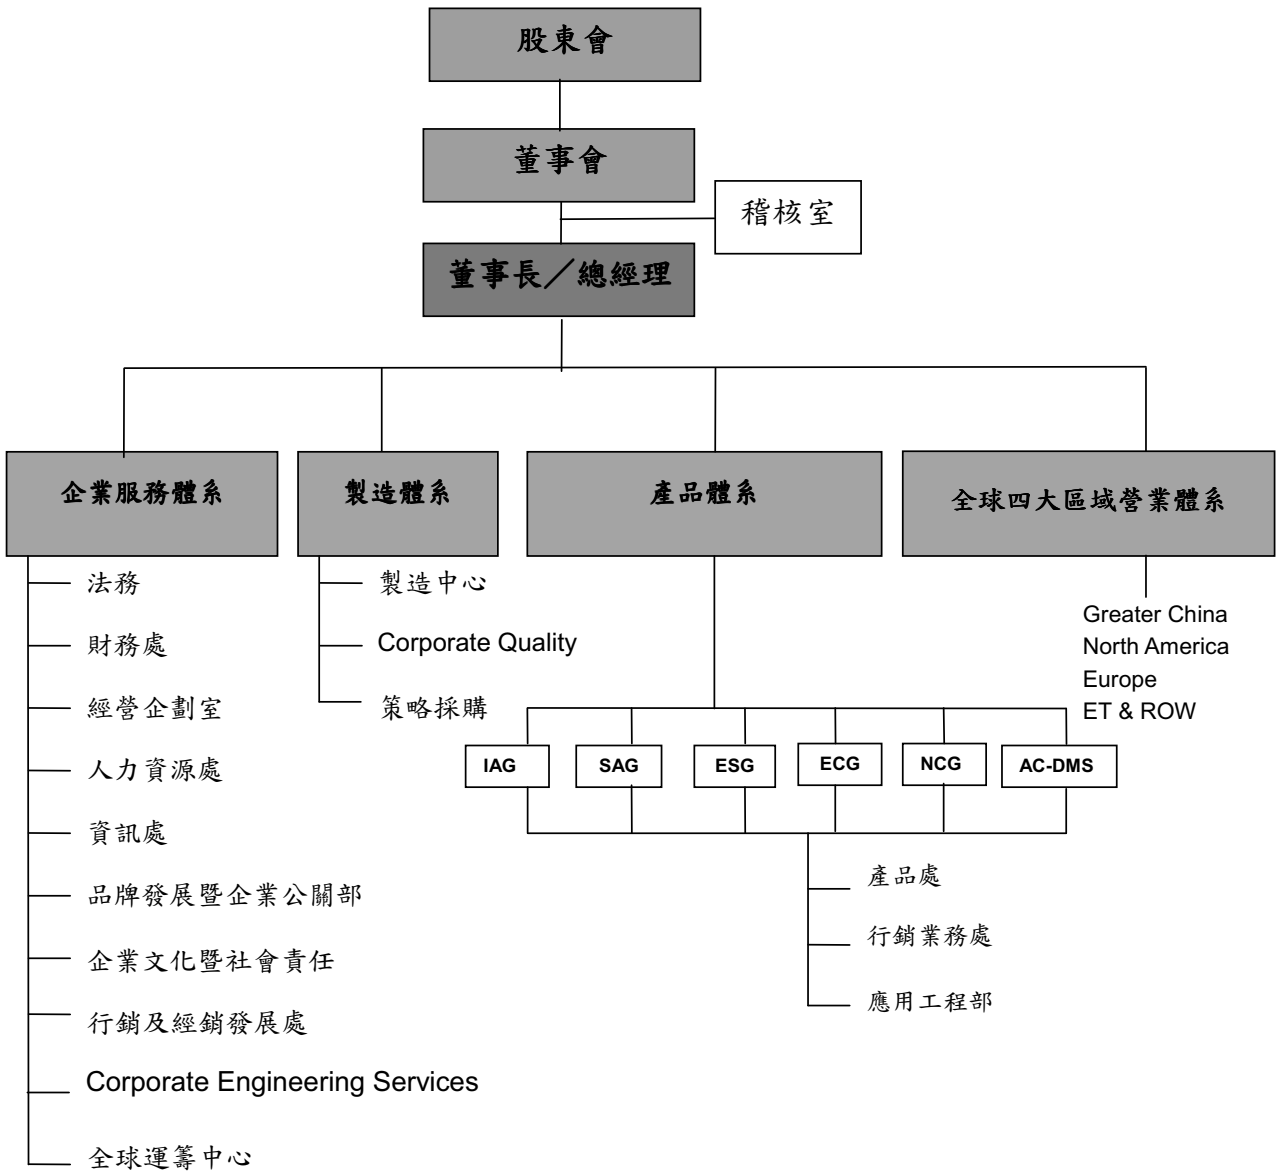 股東會
董事會
稽核室
董事長／總經理
企業服務體系
製造體系
產品體系
全球四大區域營業體系
法務
財務處
經營企劃室
人力資源處
資訊處
品牌發展暨企業公關部
企業文化暨社會責任
行銷及經銷發展處
Corporate Engineering Services
全球運籌中心
製造中心
Corporate Quality
策略採購
IAG
SAG
ESG
ECG
NCG
AC-DMS
產品處
行銷業務處
應用工程部
Greater China
North America
Europe
ET & ROW